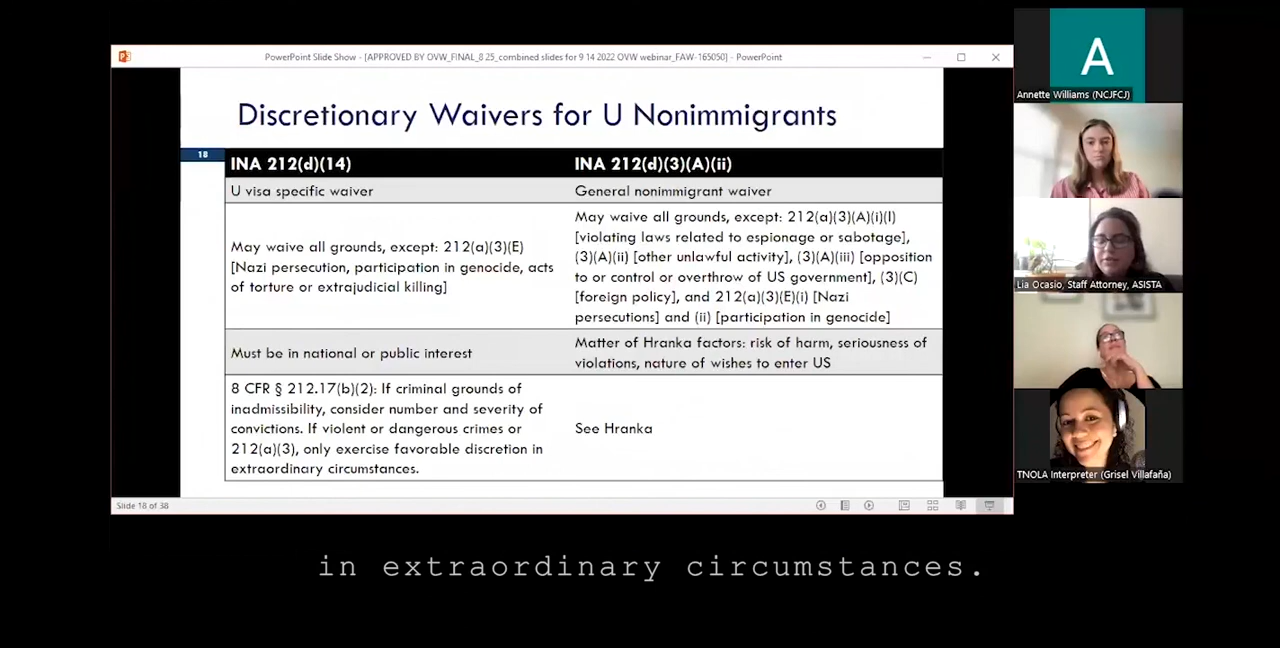 PowerPoint Slide Show - [APPROVED BY OVW_FINAL_8 25_combined slides for 9 14 2022 OVW webinar_FAW-165050] - PowerPoint
Discretionary Waivers for U Nonimmigrants
18
INA 212(d)(14)
INA 212(d)(3)(A)(ii)
U visa specific waiver
General nonimmigrant waiver
May waive all grounds, except: 212(a)(3)(E)
[Nazi persecution, participation in genocide, acts
of torture or extrajudicial killing]
May waive all grounds, except: 212(a)(3)(A)(i)(I)
[violating laws related to espionage or sabotage],
(3)(A)(ii) [other unlawful activity], (3)(A)(iii) [opposition
to or control or overthrow of US government], (3)(C)
[foreign policy], and 212(a)(3)(E)(i) [Nazi
persecutions] and (ii) [participation in genocide]
Must be in national or public interest
Matter of Hranka factors: risk of harm, seriousness of
violations, nature of wishes to enter US
8 CFR § 212.17(b)(2): If criminal grounds of
inadmissibility, consider number and severity of
convictions. If violent or dangerous crimes or
212(a)(3), only exercise favorable discretion in
extraordinary circumstances.
See Hranka
Slide 18 of 38
A
Annette Williams (NCJFCJ)
Lia Ocasio, Staff Attorney, ASISTA
TNOLA Interpreter (Grisel Villafaña)
in extraordinary circumstances.